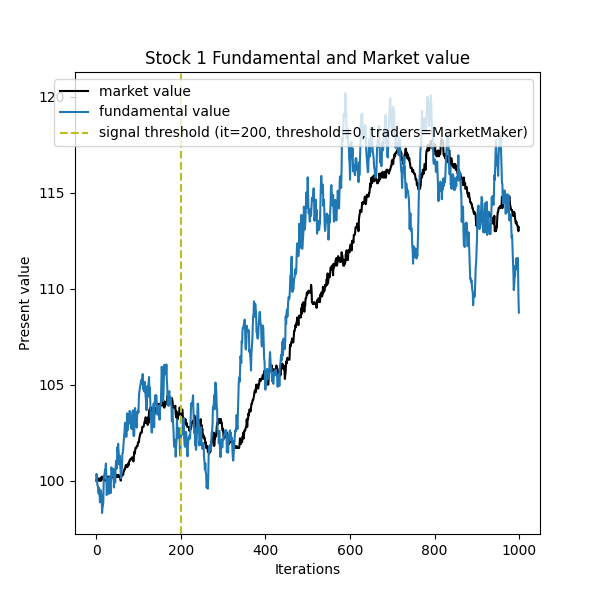 Stock 1 Fundamental and Market value
market value
fundamental value
signal threshold (it=200, threshold=0, traders=MarketMaker)
120
115
110
105
100
Present value
0 200 400 600 800 1000
Iterations